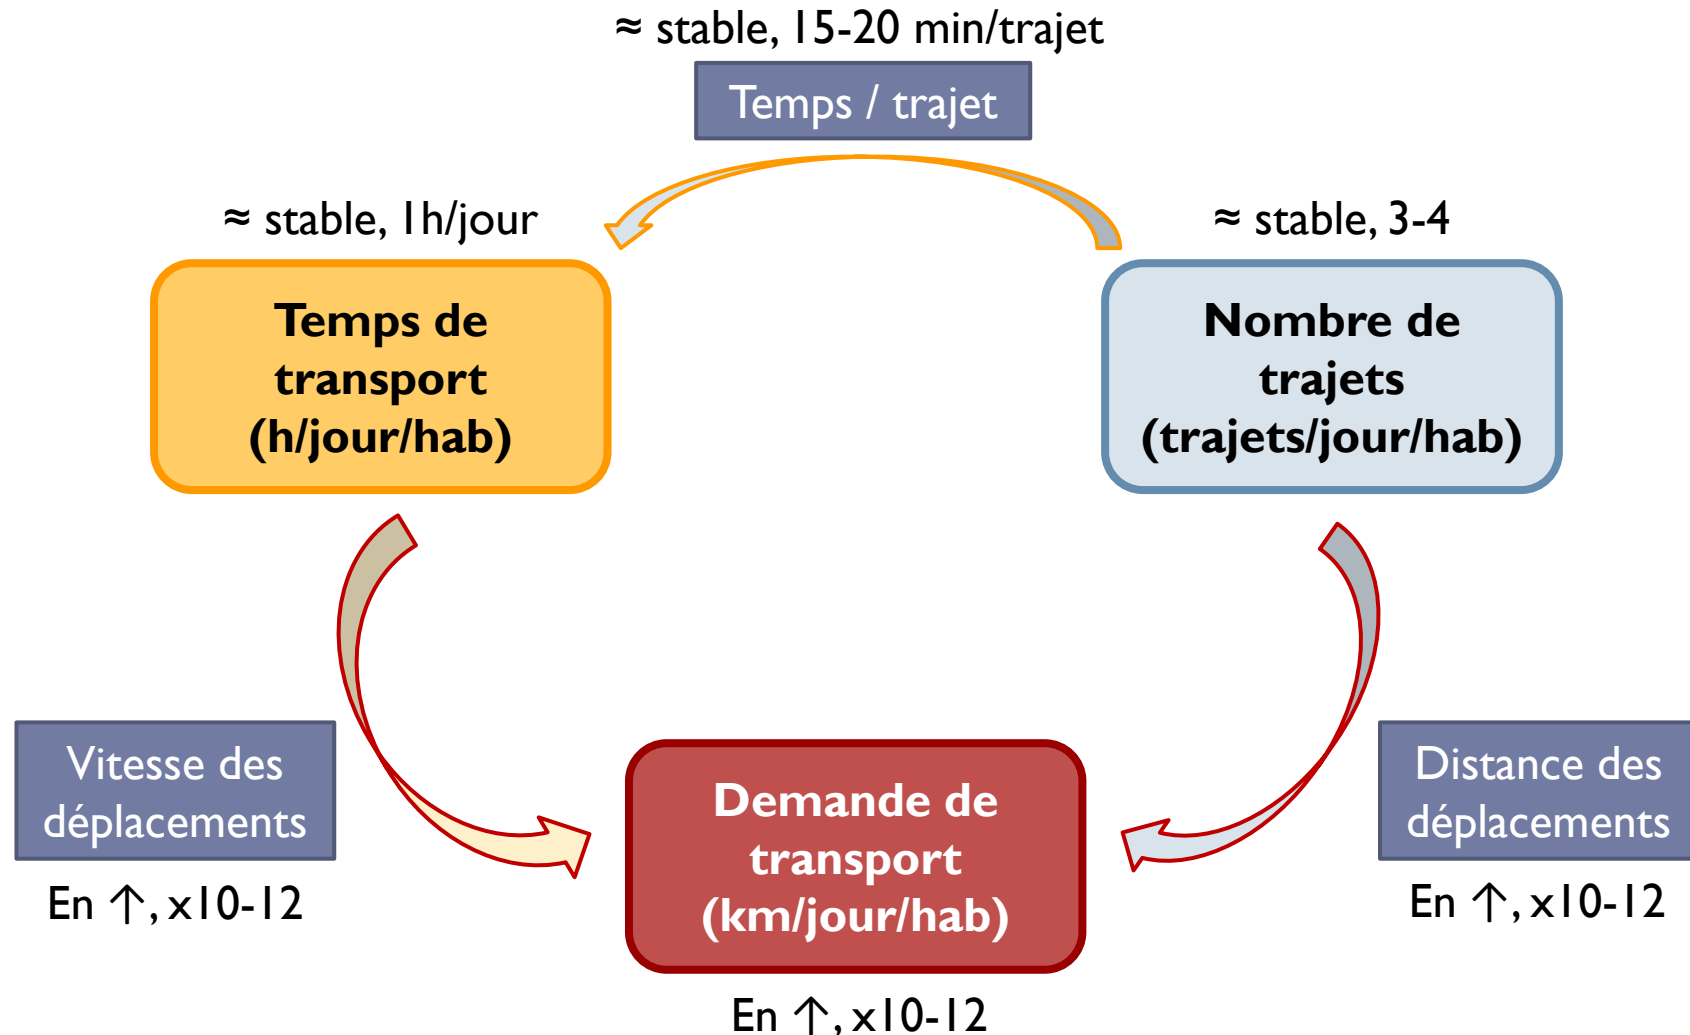 ≈ stable, 15-20 min/trajet
Temps / trajet
≈ stable, 1h/jour
≈ stable, 3-4
Temps de
transport
(h/jour/hab)
Nombre de
trajets
(trajets/jour/hab)
Vitesse des
déplacements
En ↑, x10-12
Demande de
transport
(km/jour/hab)
En ↑, x10-12
Distance des
déplacements
En ↑, x10-12